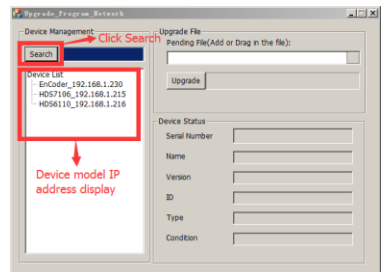 Upgrade_Program_Network
Device Management
Click Search
Search
Device List
EnCoder_192.168.1.230
HDS7106_192.168.1.215
HDS6110_192.168.1.216
Device model IP
address display
Upgrade File
Pending File(Add or Drag in the file):
Upgrade
Device Status
Serial Number
Name
Version
ID
Type
Condition